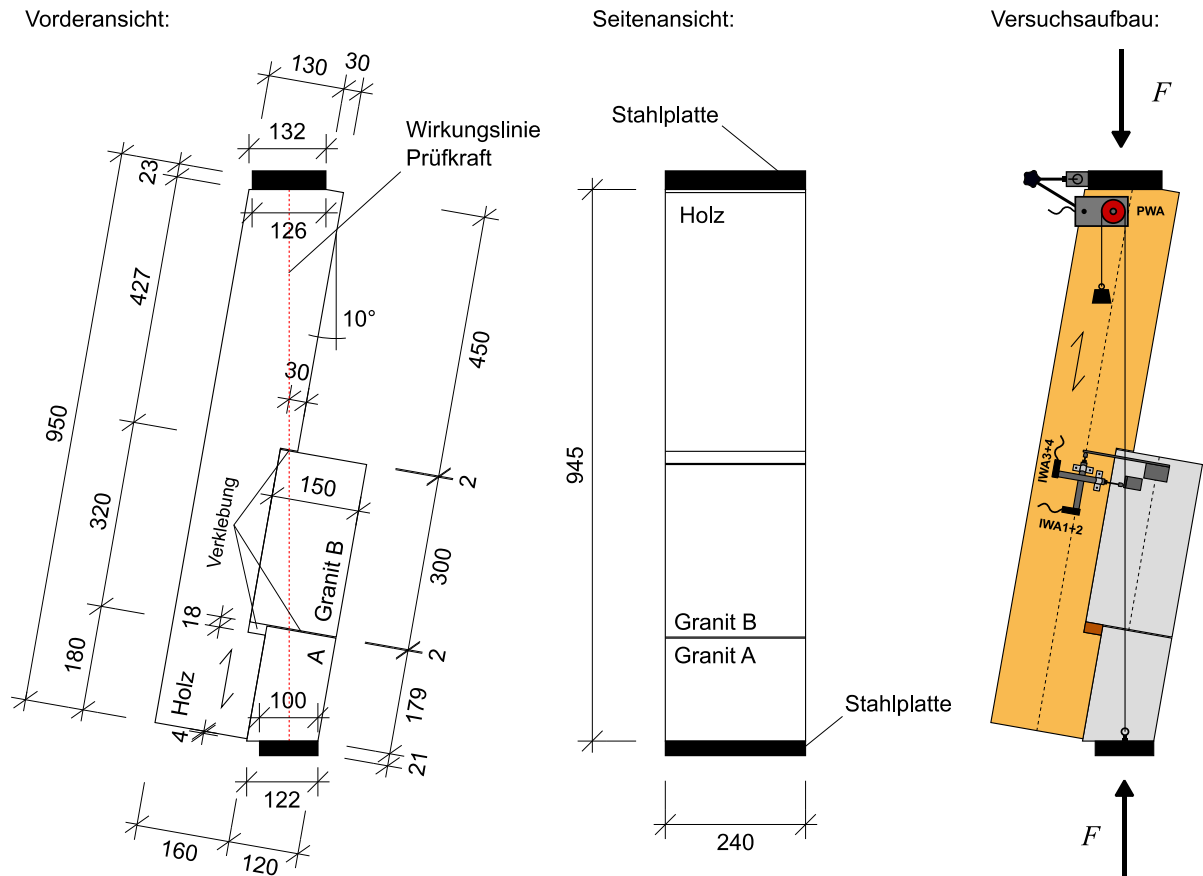 Vorderansicht:
Seitenansicht:
Versuchsaufbau:
130
30
132
Wirkungslinie
Prüfkraft
23
126
427
10°
450
30
950
2
150
Verklebung
320
Granit B
300
18
180
A
2
Holz
100
179
4
21
122
160
120
Stahlplatte
Holz
945
Granit B
Granit A
Stahlplatte
240
F
PWA
IWA3+4
IWA1+2
F